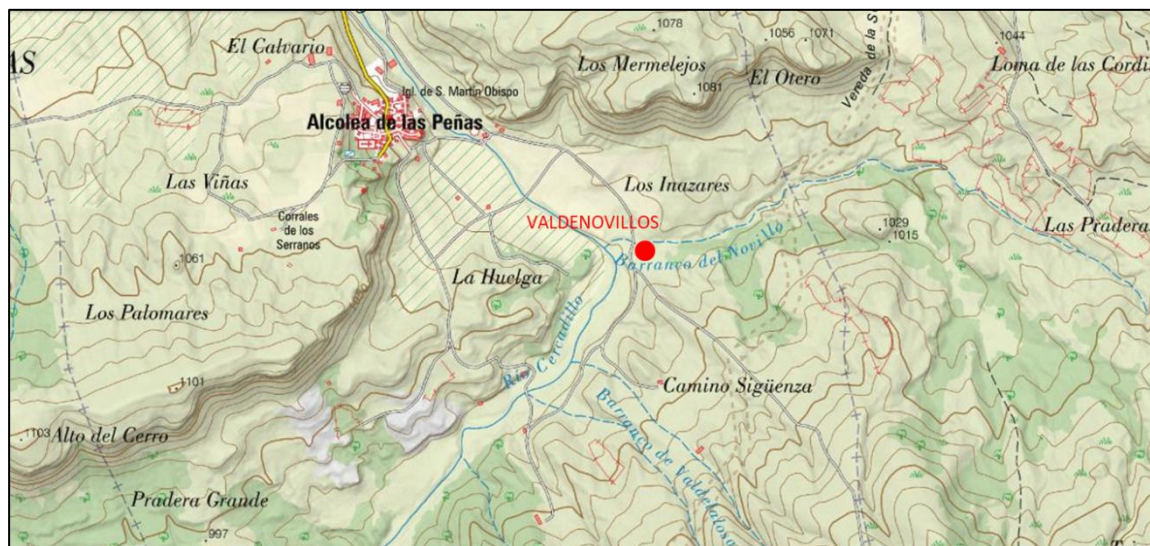 1078
1056
1071
1044
AS
El Calvario
Los Mermelejos
El Otero
Vereda de la S
Loma de las Cordi
Igl. de S. Martín Obispo
1081
Alcolea de las Peñas
Las Viñas
Los Inazares
Corrales
de los
Serranos
VALDENOVILLOS
1029
1015
Las Pradera
Barranco del Novillo
1061
La Huelga
Los Palomares
Río Cercadillo
1101
Camino Sigüenza
1103
Alto del Cerro
Pradera Grande
997